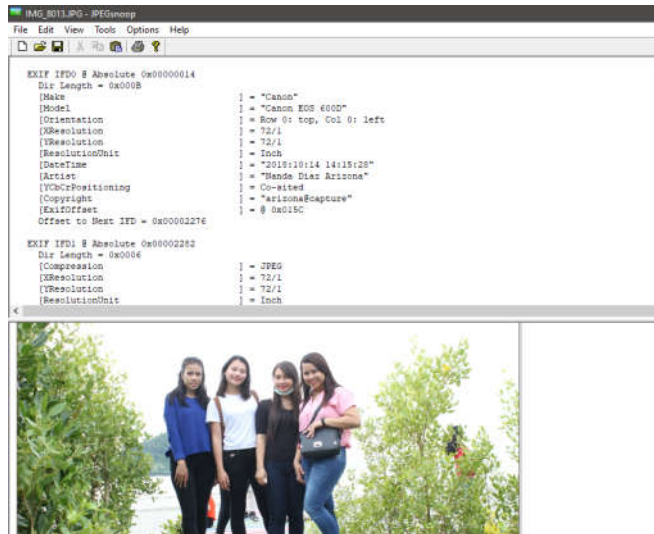 IMG_8013.JPG - JPEGsnoop
File Edit View Tools Options Help
EXIF IFD0 @ Absolute 0x00000014
Dir Length = 0x000B
[Make ] = "Canon"
[Model ] = "Canon EOS 600D"
[Orientation ] = Row 0: top, Col 0: left
[XResolution ] = 72/1
[YResolution ] = 72/1
[ResolutionUnit ] = Inch
[DateTime ] = "2018:10:14 14:15:28"
[Artist ] = "Nanda Diaz Arizona"
[YCbCrPositioning ] = Co-sited
[Copyright ] = "arizona@capture"
[ExifOffset ] = @ 0x015C
Offset to Next IFD = 0x00002276
EXIF IFD1 @ Absolute 0x00002282
Dir Length = 0x0006
[Compression ] = JPEG
[XResolution ] = 72/1
[YResolution ] = 72/1
[ResolutionUnit ] = Inch